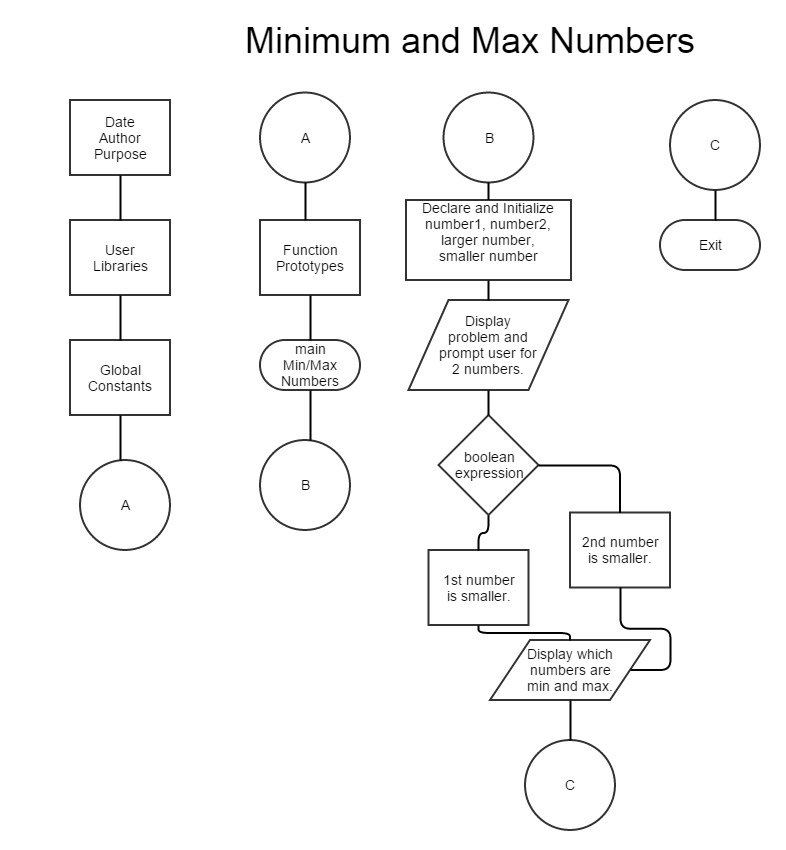 Minimum and Max Numbers
Date
Author
Purpose
User
Libraries
Global
Constants
A
A
Function
Prototypes
main
Min/Max
Numbers
B
B
Declare and Initialize
number1, number2,
larger number,
smaller number
Display
problem and
prompt user for
2 numbers.
boolean
expression
1st number
is smaller.
2nd number
is smaller.
Display which
numbers are
min and max.
C
C
Exit